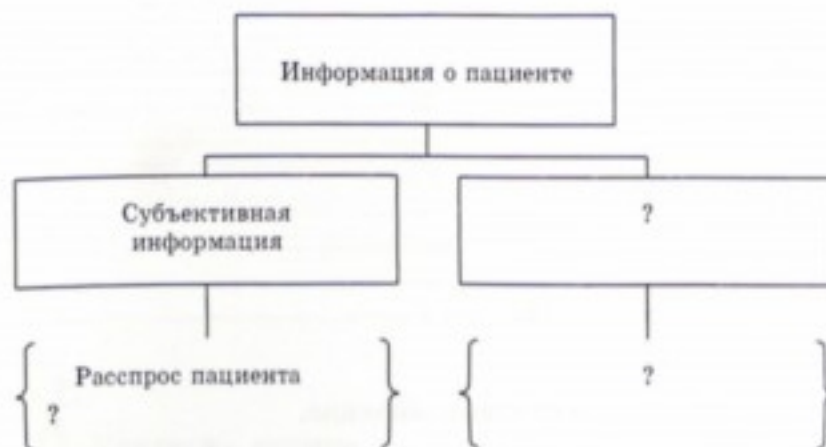 Информация о пациенте
Субъективная
информация
?
Расспрос пациента
?
?